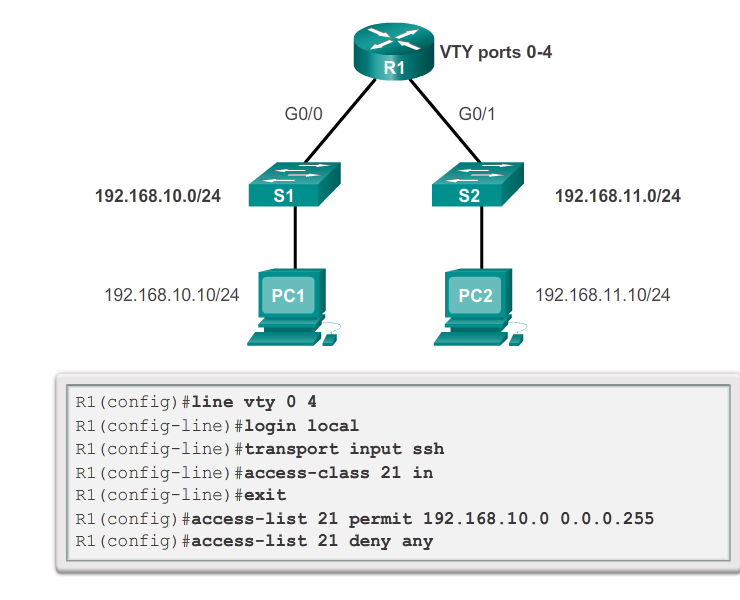 VTY ports 0-4
R1
G0/0
G0/1
192.168.10.0/24
S1
S2
192.168.11.0/24
192.168.10.10/24
PC1
PC2
192.168.11.10/24
R1(config)#line vty 0 4
R1(config-line)#login local
R1(config-line)#transport input ssh
R1(config-line)#access-class 21 in
R1(config-line)#exit
R1(config)#access-list 21 permit 192.168.10.0 0.0.0.255
R1(config)#access-list 21 deny any